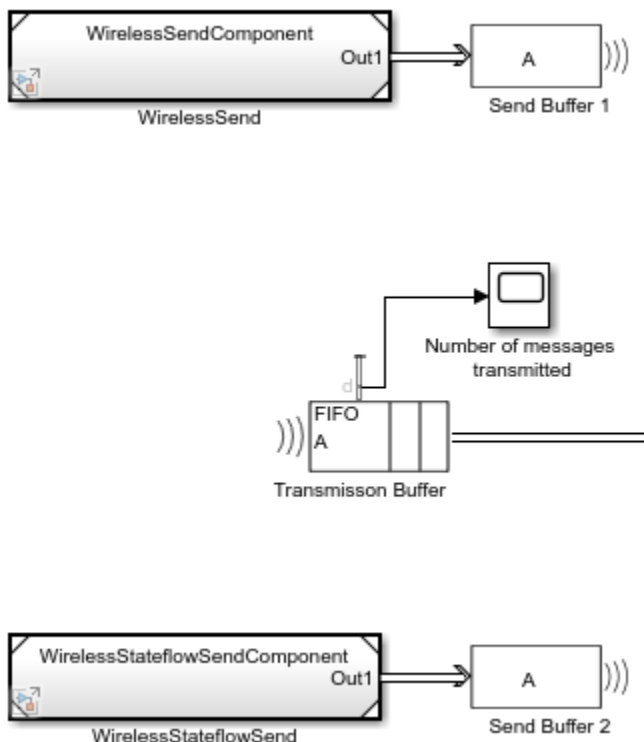 WirelessSendComponent
Out1
A
WirelessSend
Send Buffer 1
Number of messages
transmitted
d
FIFO
A
Transmisson Buffer
WirelessStateflowSendComponent
Out1
A
WirelessStateflowSend
Send Buffer 2